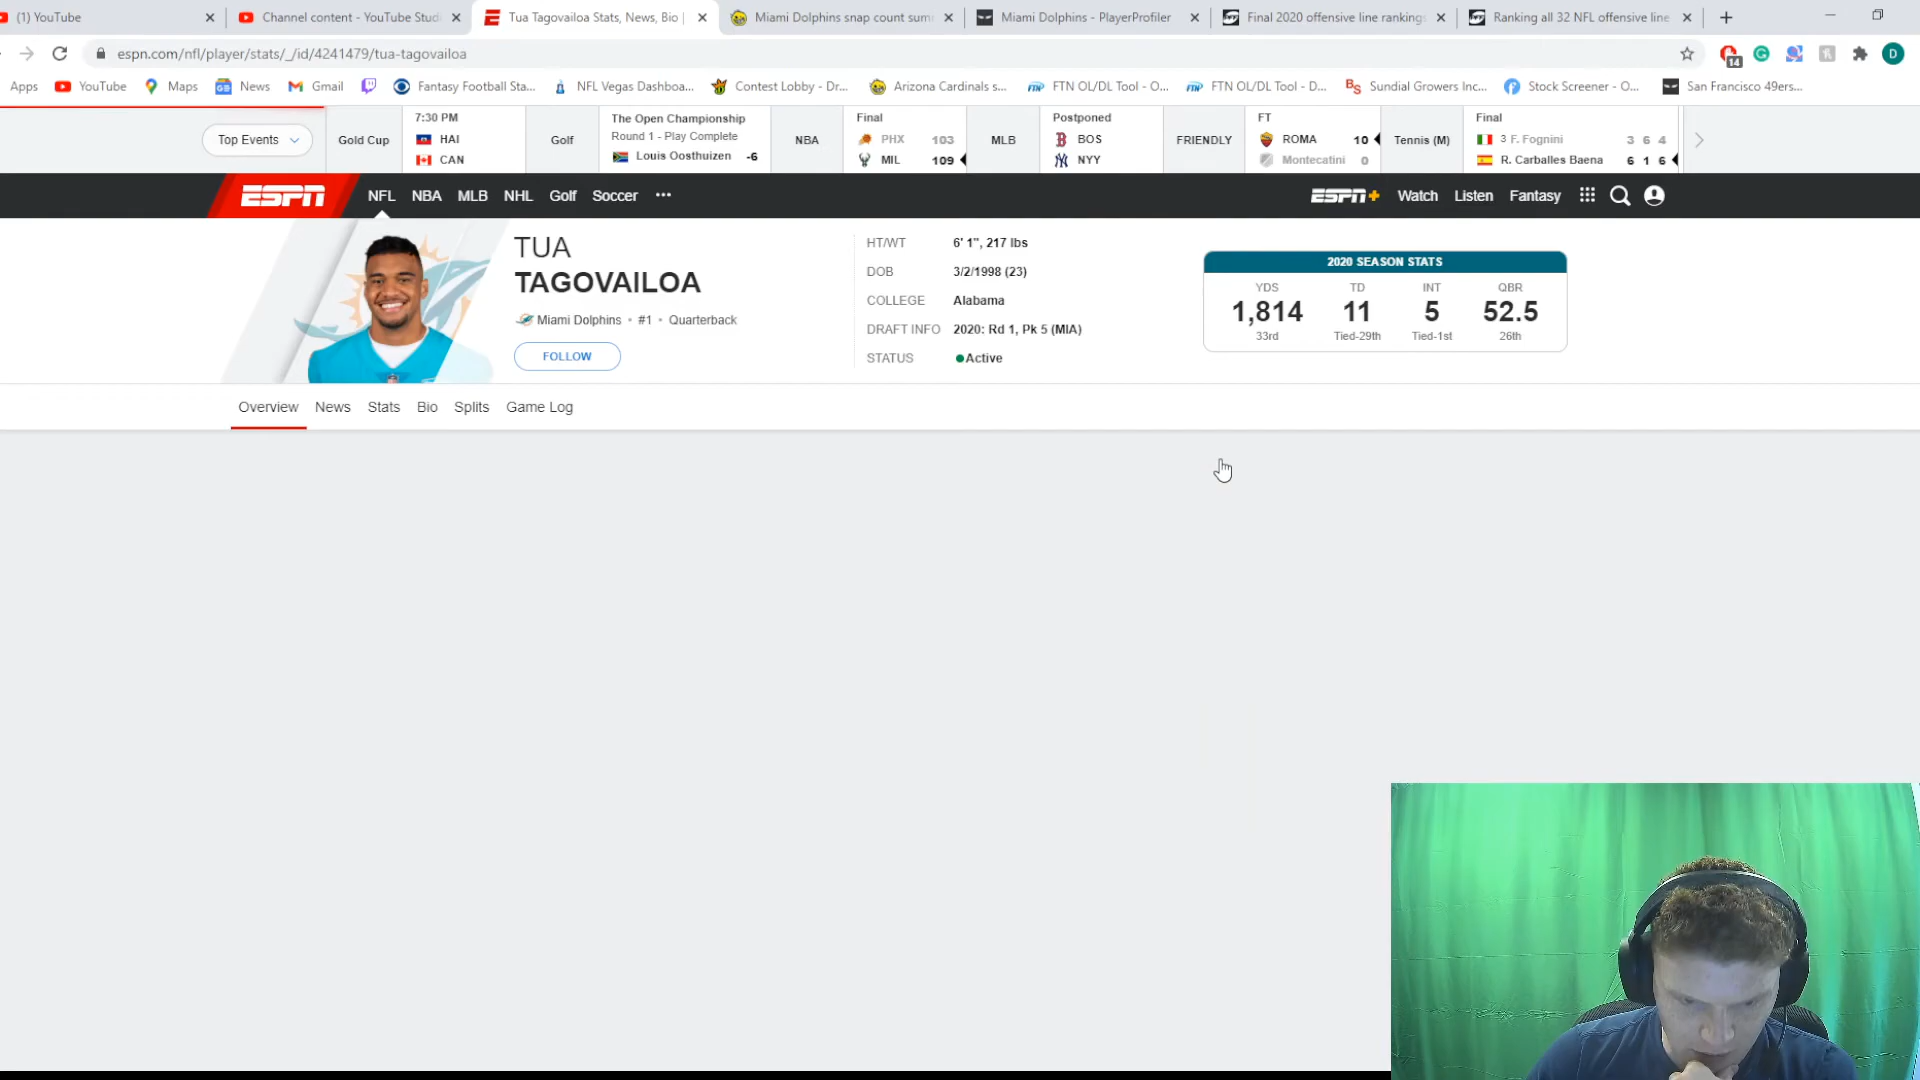 (1) YouTube
Channel content - YouTube Studi
Tua Tagovailoa Stats, News, Bio |
Miami Dolphins snap count sum
Miami Dolphins - PlayerProfiler
Final 2020 offensive line rankings
Ranking all 32 NFL offensive line
espn.com/nfl/player/stats/_/id/4241479/tua-tagovailoa
14
D
Apps
YouTube
Maps
News
Gmail
Fantasy Football Sta...
NFL Vegas Dashboa...
Contest Lobby - Dr...
Arizona Cardinals s...
FTN OL/DL Tool - O...
FTN OL/DL Tool - D...
Sundial Growers Inc...
Stock Screener - O...
San Francisco 49ers...
Top Events
Gold Cup
7:30 PM
HAI
CAN
Golf
The Open Championship
Round 1 - Play Complete
Louis Oosthuizen -6
NBA
Final
PHX 103
MIL 109
MLB
Postponed
BOS
NYY
FRIENDLY
FT
ROMA 10
Montecatini 0
Tennis (M)
Final
3 F. Fognini 3 6 4
R. Carballes Baena 6 1 6
ESPN
NFL
NBA
MLB
NHL
Golf
Soccer
ESPN+
Watch
Listen
Fantasy
TUA
TAGOVAILOA
Miami Dolphins • #1 • Quarterback
FOLLOW
HT/WT 6' 1", 217 lbs
DOB 3/2/1998 (23)
COLLEGE Alabama
DRAFT INFO 2020: Rd 1, Pk 5 (MIA)
STATUS Active
2020 SEASON STATS
YDS TD INT QBR
1,814 11 5 52.5
33rd Tied-29th Tied-1st 26th
Overview
News
Stats
Bio
Splits
Game Log